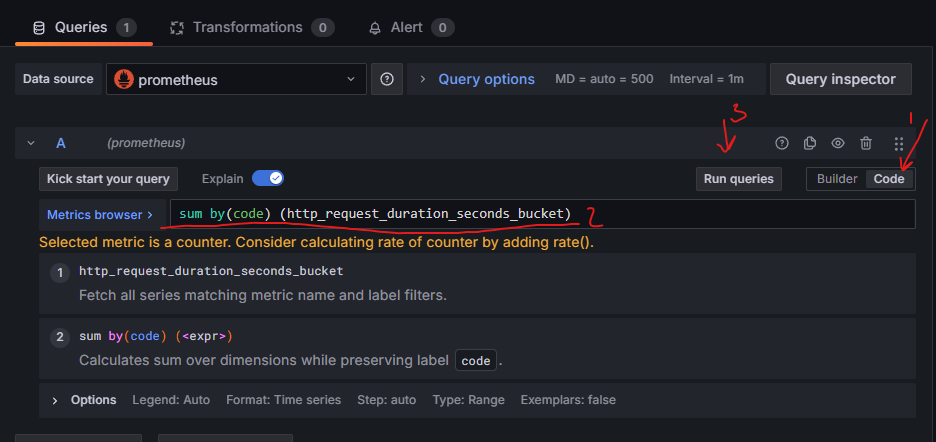 Queries 1 Transformations 0 Alert 0
Data source prometheus Query options MD = auto = 500 Interval = 1m Query inspector
3
1
A (prometheus)
Kick start your query Explain Run queries Builder Code
Metrics browser > sum by(code) (http_request_duration_seconds_bucket) 2
Selected metric is a counter. Consider calculating rate of counter by adding rate().
1 http_request_duration_seconds_bucket
Fetch all series matching metric name and label filters.
2 sum by(code) (<expr>)
Calculates sum over dimensions while preserving label code.
Options Legend: Auto Format: Time series Step: auto Type: Range Exemplars: false